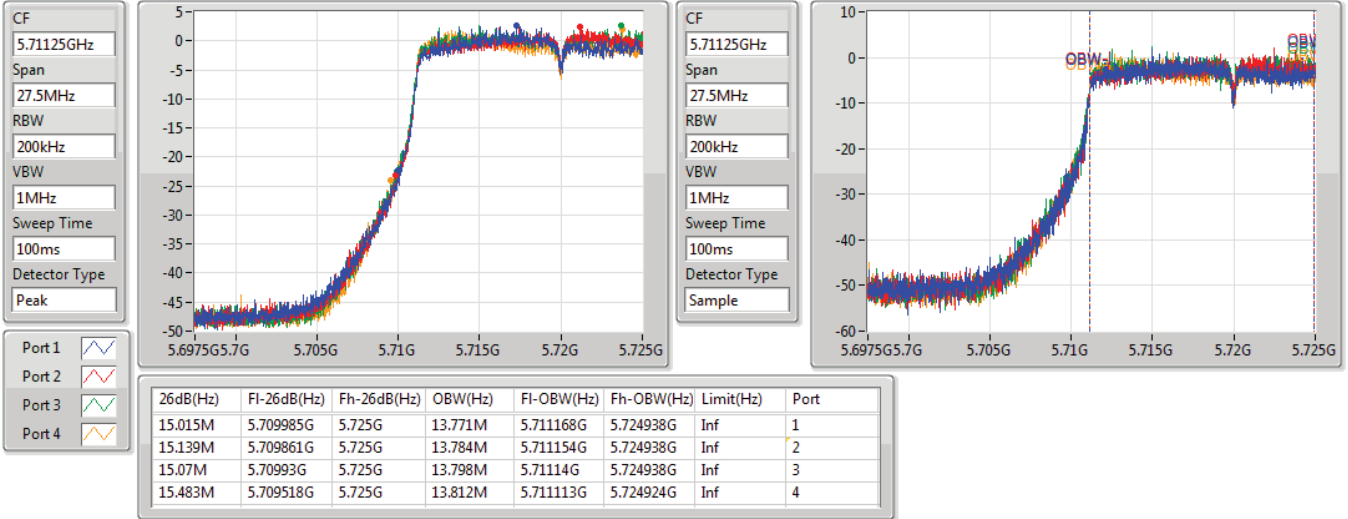 CF
5.71125GHz
Span
27.5MHz
RBW
200kHz
VBW
1MHz
Sweep Time
100ms
Detector Type
Peak
5
0
-5
-10
-15
-20
-25
-30
-35
-40
-45
-50
5.6975G 5.7G 5.705G 5.71G 5.715G 5.72G 5.725G
CF
5.71125GHz
Span
27.5MHz
RBW
200kHz
VBW
1MHz
Sweep Time
100ms
Detector Type
Sample
10
0
-10
-20
-30
-40
-50
-60
OBW-
OBW
5.6975G 5.7G 5.705G 5.71G 5.715G 5.72G 5.725G
Port 1
Port 2
Port 3
Port 4
26dB(Hz) Fl-26dB(Hz) Fh-26dB(Hz) OBW(Hz) Fl-OBW(Hz) Fh-OBW(Hz) Limit(Hz) Port
15.015M 5.709985G 5.725G 13.771M 5.711168G 5.724938G Inf 1
15.139M 5.709861G 5.725G 13.784M 5.711154G 5.724938G Inf 2
15.07M 5.70993G 5.725G 13.798M 5.71114G 5.724938G Inf 3
15.483M 5.709518G 5.725G 13.812M 5.711113G 5.724924G Inf 4